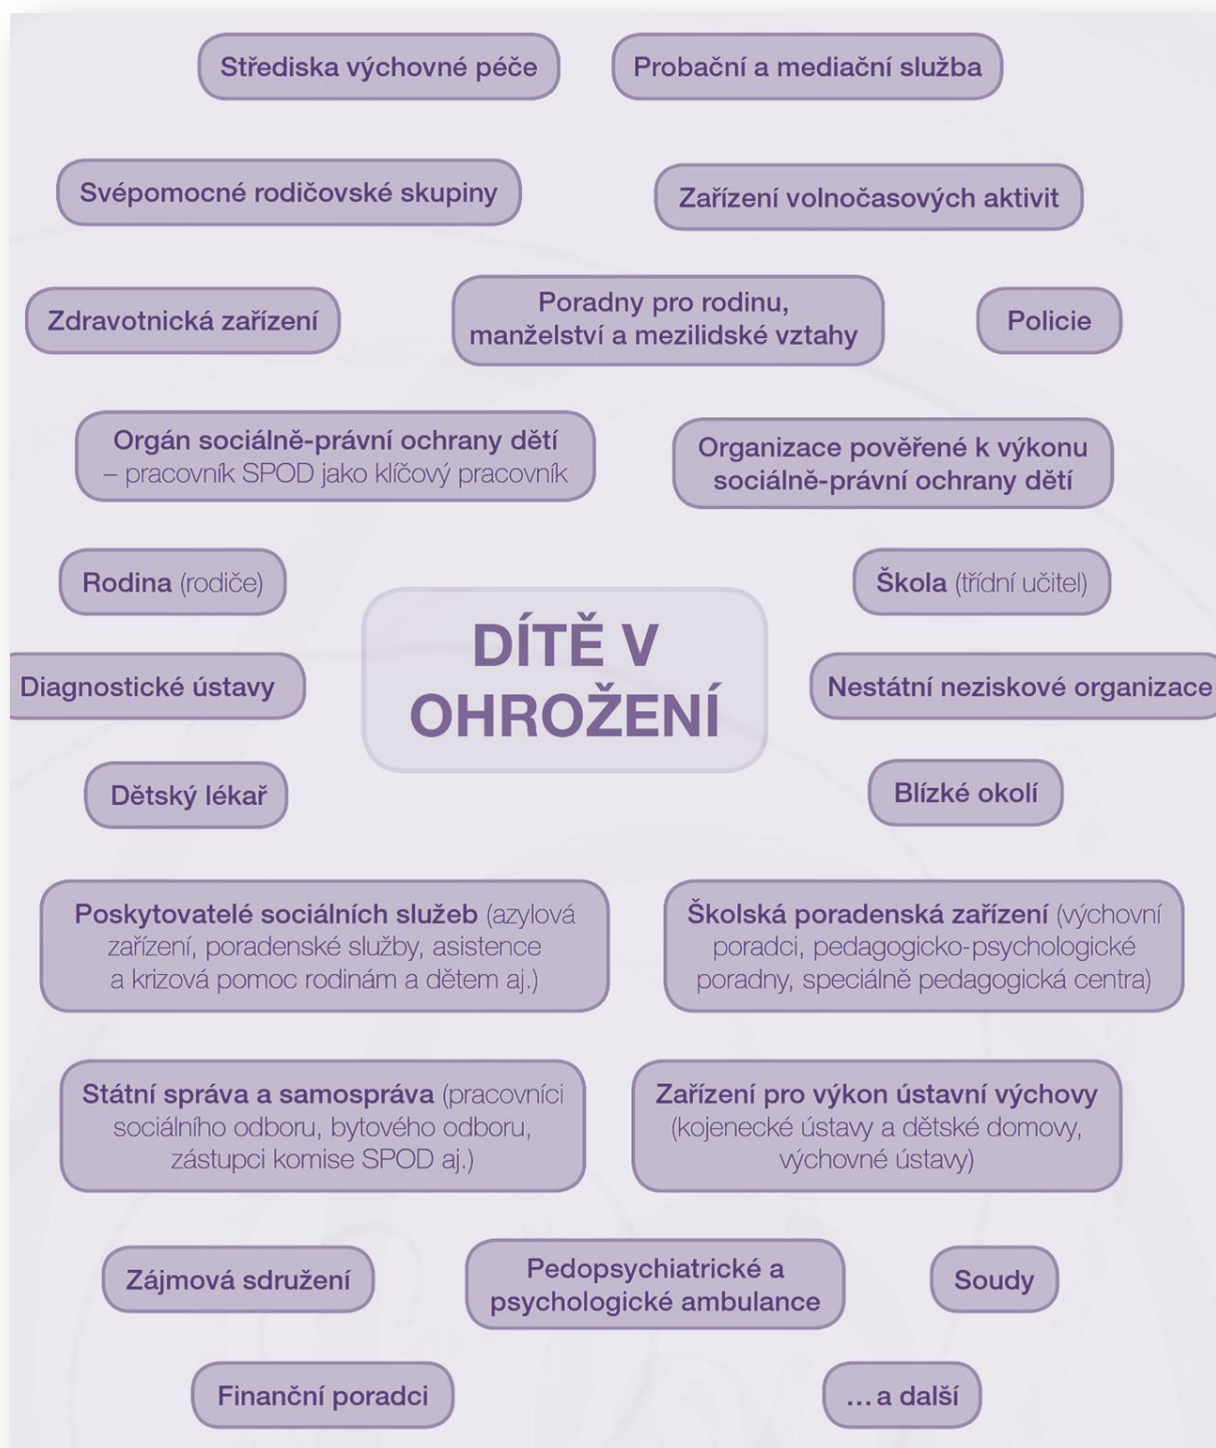 Střediska výchovné péče
Probační a mediační služba
Svépomocné rodičovské skupiny
Zařízení volnočasových aktivit
Zdravotnická zařízení
Poradny pro rodinu,
manželství a mezilidské vztahy
Policie
Orgán sociálně-právní ochrany dětí
– pracovník SPOD jako klíčový pracovník
Organizace pověřené k výkonu
sociálně-právní ochrany dětí
Rodina (rodiče)
Škola (třídní učitel)
DÍTĚ V
OHROŽENÍ
Diagnostické ústavy
Nestátní neziskové organizace
Dětský lékař
Blízké okolí
Poskytovatelé sociálních služeb (azylová
zařízení, poradenské služby, asistence
a krizová pomoc rodinám a dětem aj.)
Školská poradenská zařízení (výchovní
poradci, pedagogicko-psychologické
poradny, speciálně pedagogická centra)
Státní správa a samospráva (pracovníci
sociálního odboru, bytového odboru,
zástupci komise SPOD aj.)
Zařízení pro výkon ústavní výchovy
(kojenecké ústavy a dětské domovy,
výchovné ústavy)
Zájmová sdružení
Pedopsychiatrické a
psychologické ambulance
Soudy
Finanční poradci
... a další